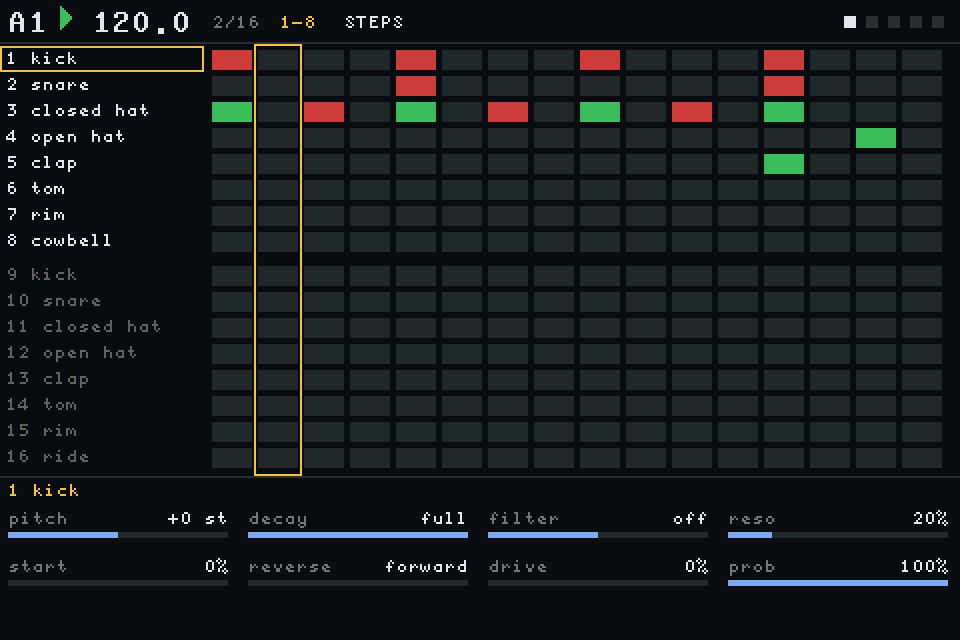 A1 120.0 2/16 1-8 STEPS
1 kick
2 snare
3 closed hat
4 open hat
5 clap
6 tom
7 rim
8 cowbell
9 kick
10 snare
11 closed hat
12 open hat
13 clap
14 tom
15 rim
16 ride
1 kick
pitch +0 st decay full filter off reso 20%
start 0% reverse forward drive 0% prob 100%